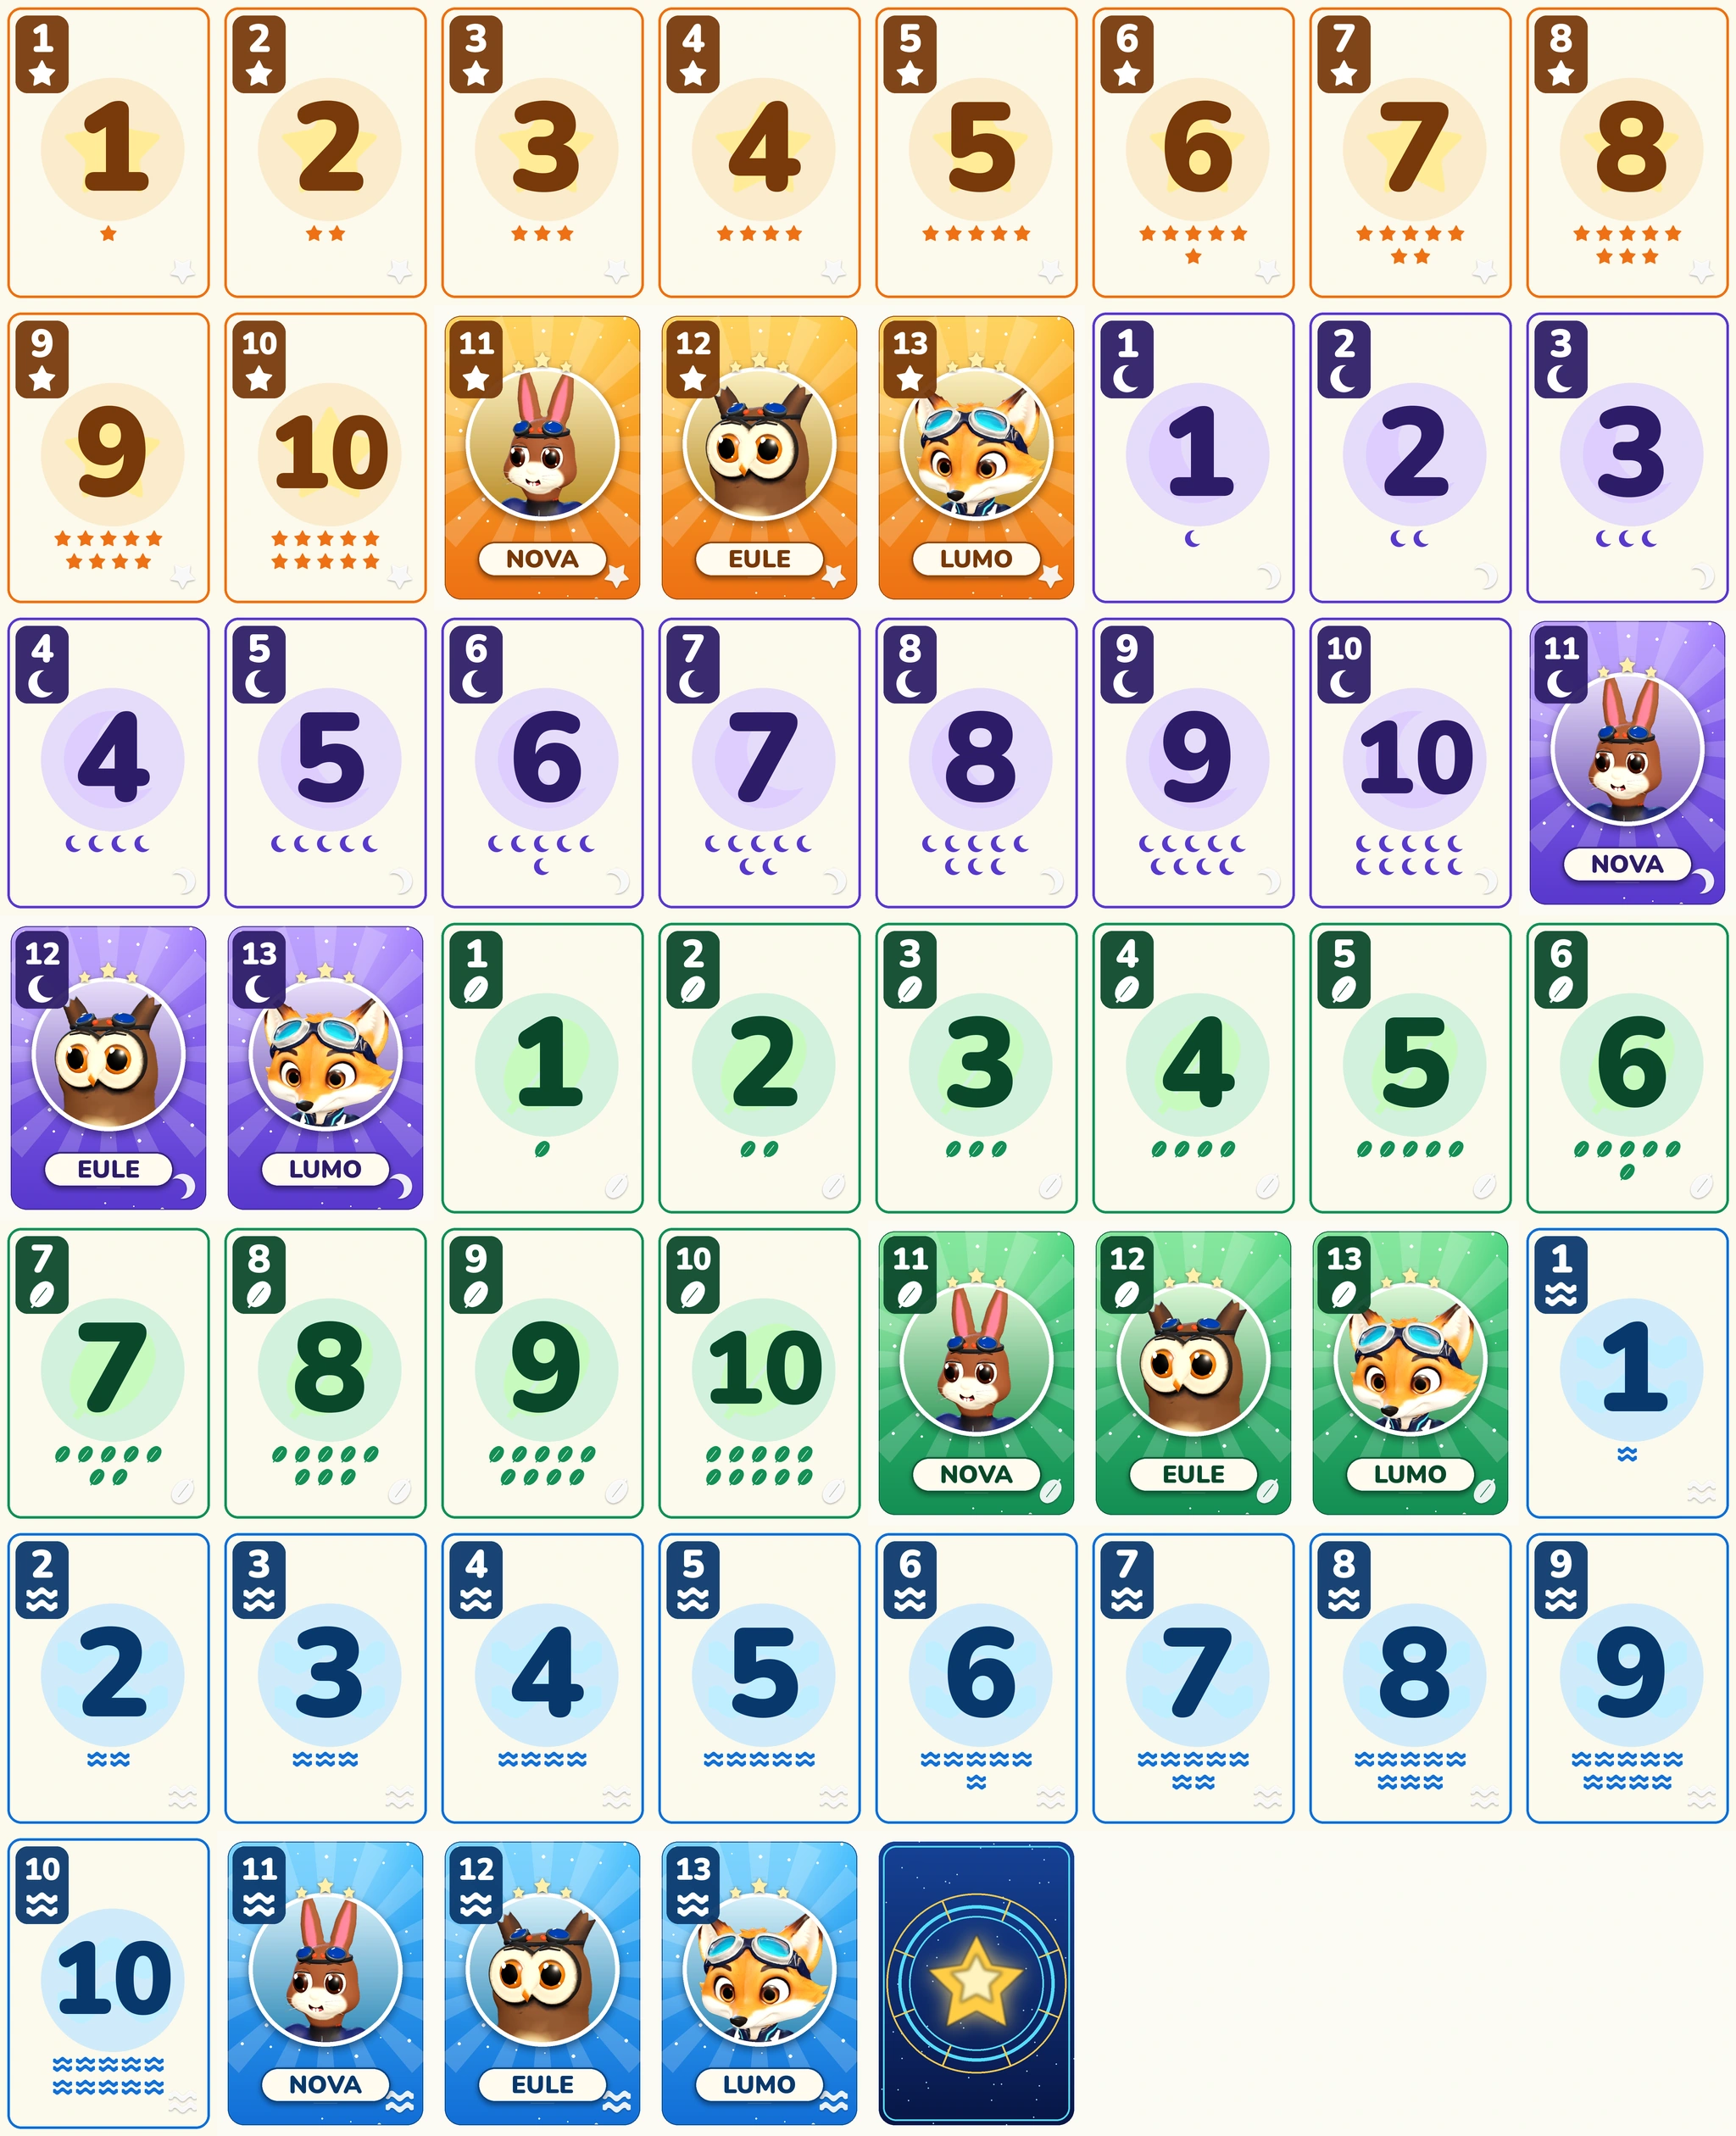 1 2 3 4 5 6 7 8
1 2 3 4 5 6 7 8
9 10 11 12 13 1 2 3
9 10 1 2 3
NOVA EULE LUMO
4 5 6 7 8 9 10 11
4 5 6 7 8 9 10
NOVA
12 13 1 2 3 4 5 6
1 2 3 4 5 6
EULE LUMO
7 8 9 10 11 12 13 1
7 8 9 10 1
NOVA EULE LUMO
2 3 4 5 6 7 8 9
2 3 4 5 6 7 8 9
10 11 12 13
10
NOVA EULE LUMO